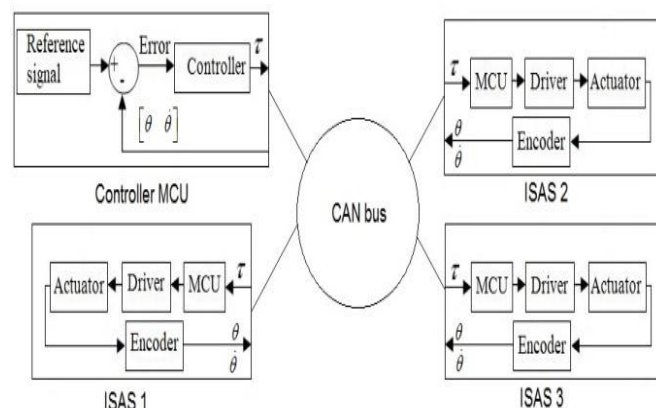 Reference
signal
+
-
Error
Controller
τ
[θ θ̇]
Controller MCU
CAN bus
τ
MCU
Driver
Actuator
Encoder
θ
θ̇
ISAS 2
Actuator
Driver
MCU
τ
Encoder
θ
θ̇
ISAS 1
τ
MCU
Driver
Actuator
Encoder
θ
θ̇
ISAS 3